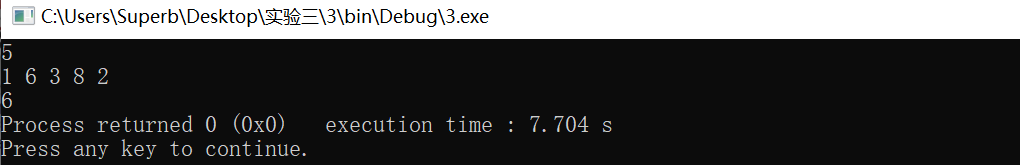 C:\Users\Superb\Desktop\实验三\3\bin\Debug\3.exe
5
1 6 3 8 2
6
Process returned 0 (0x0)   execution time : 7.704 s
Press any key to continue.